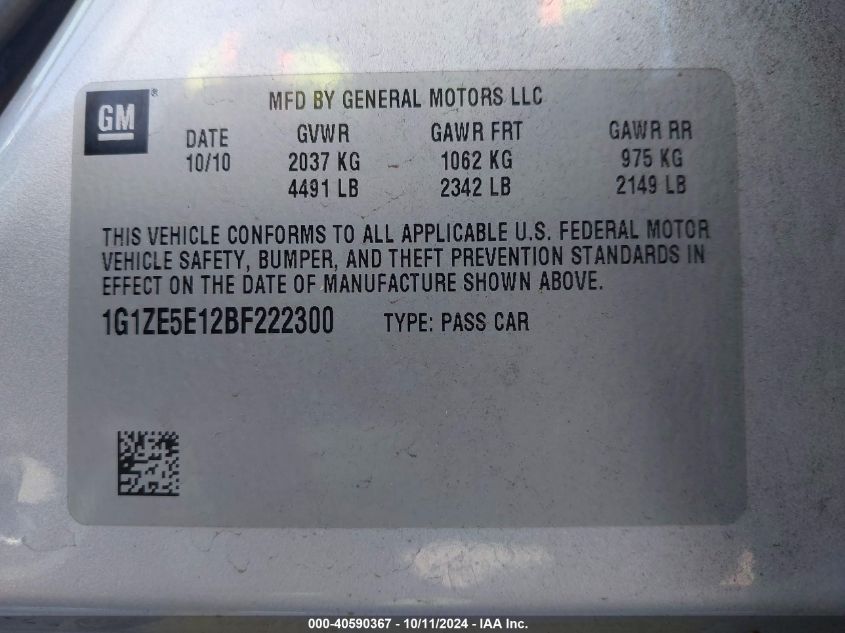 GM ®
MFD BY GENERAL MOTORS LLC
DATE GVWR GAWR FRT GAWR RR
10/10 2037 KG 1062 KG 975 KG
4491 LB 2342 LB 2149 LB
THIS VEHICLE CONFORMS TO ALL APPLICABLE U.S. FEDERAL MOTOR
VEHICLE SAFETY, BUMPER, AND THEFT PREVENTION STANDARDS IN
EFFECT ON THE DATE OF MANUFACTURE SHOWN ABOVE.
1G1ZE5E12BF222300 TYPE: PASS CAR
000-40590367 - 10/11/2024 - IAA Inc.